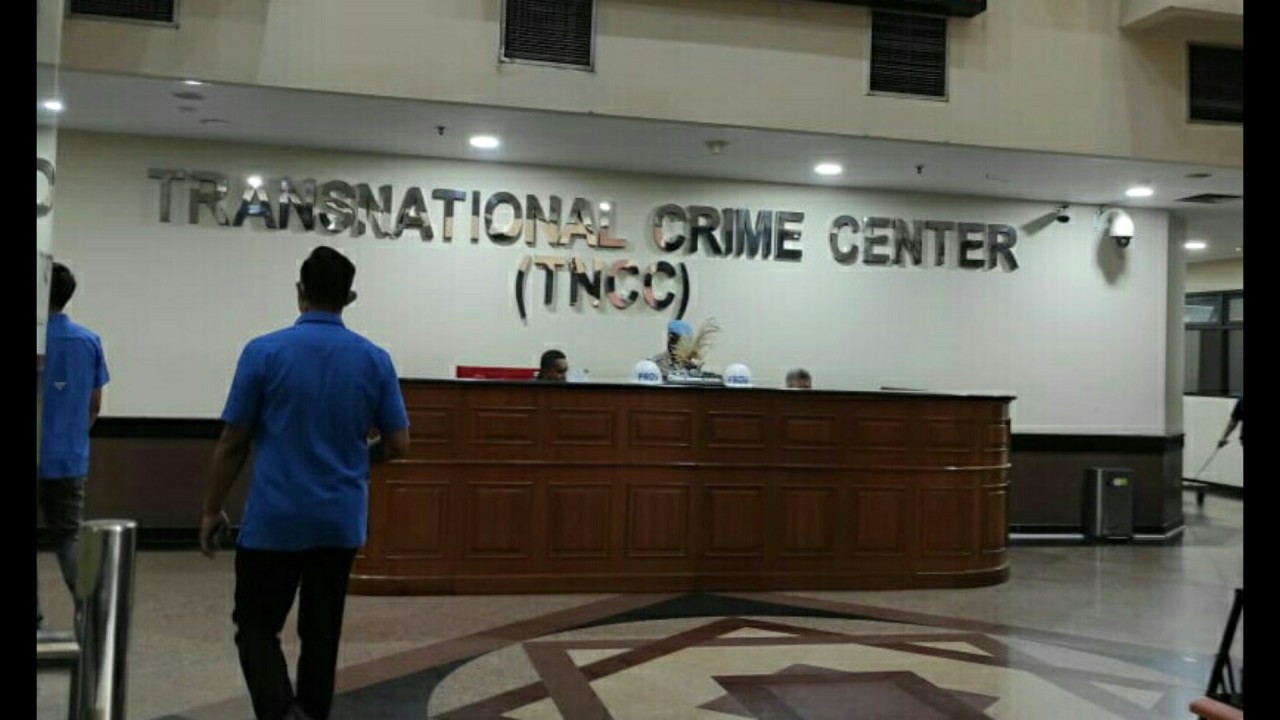 TRANSNATIONAL CRIME CENTER
(TNCC)